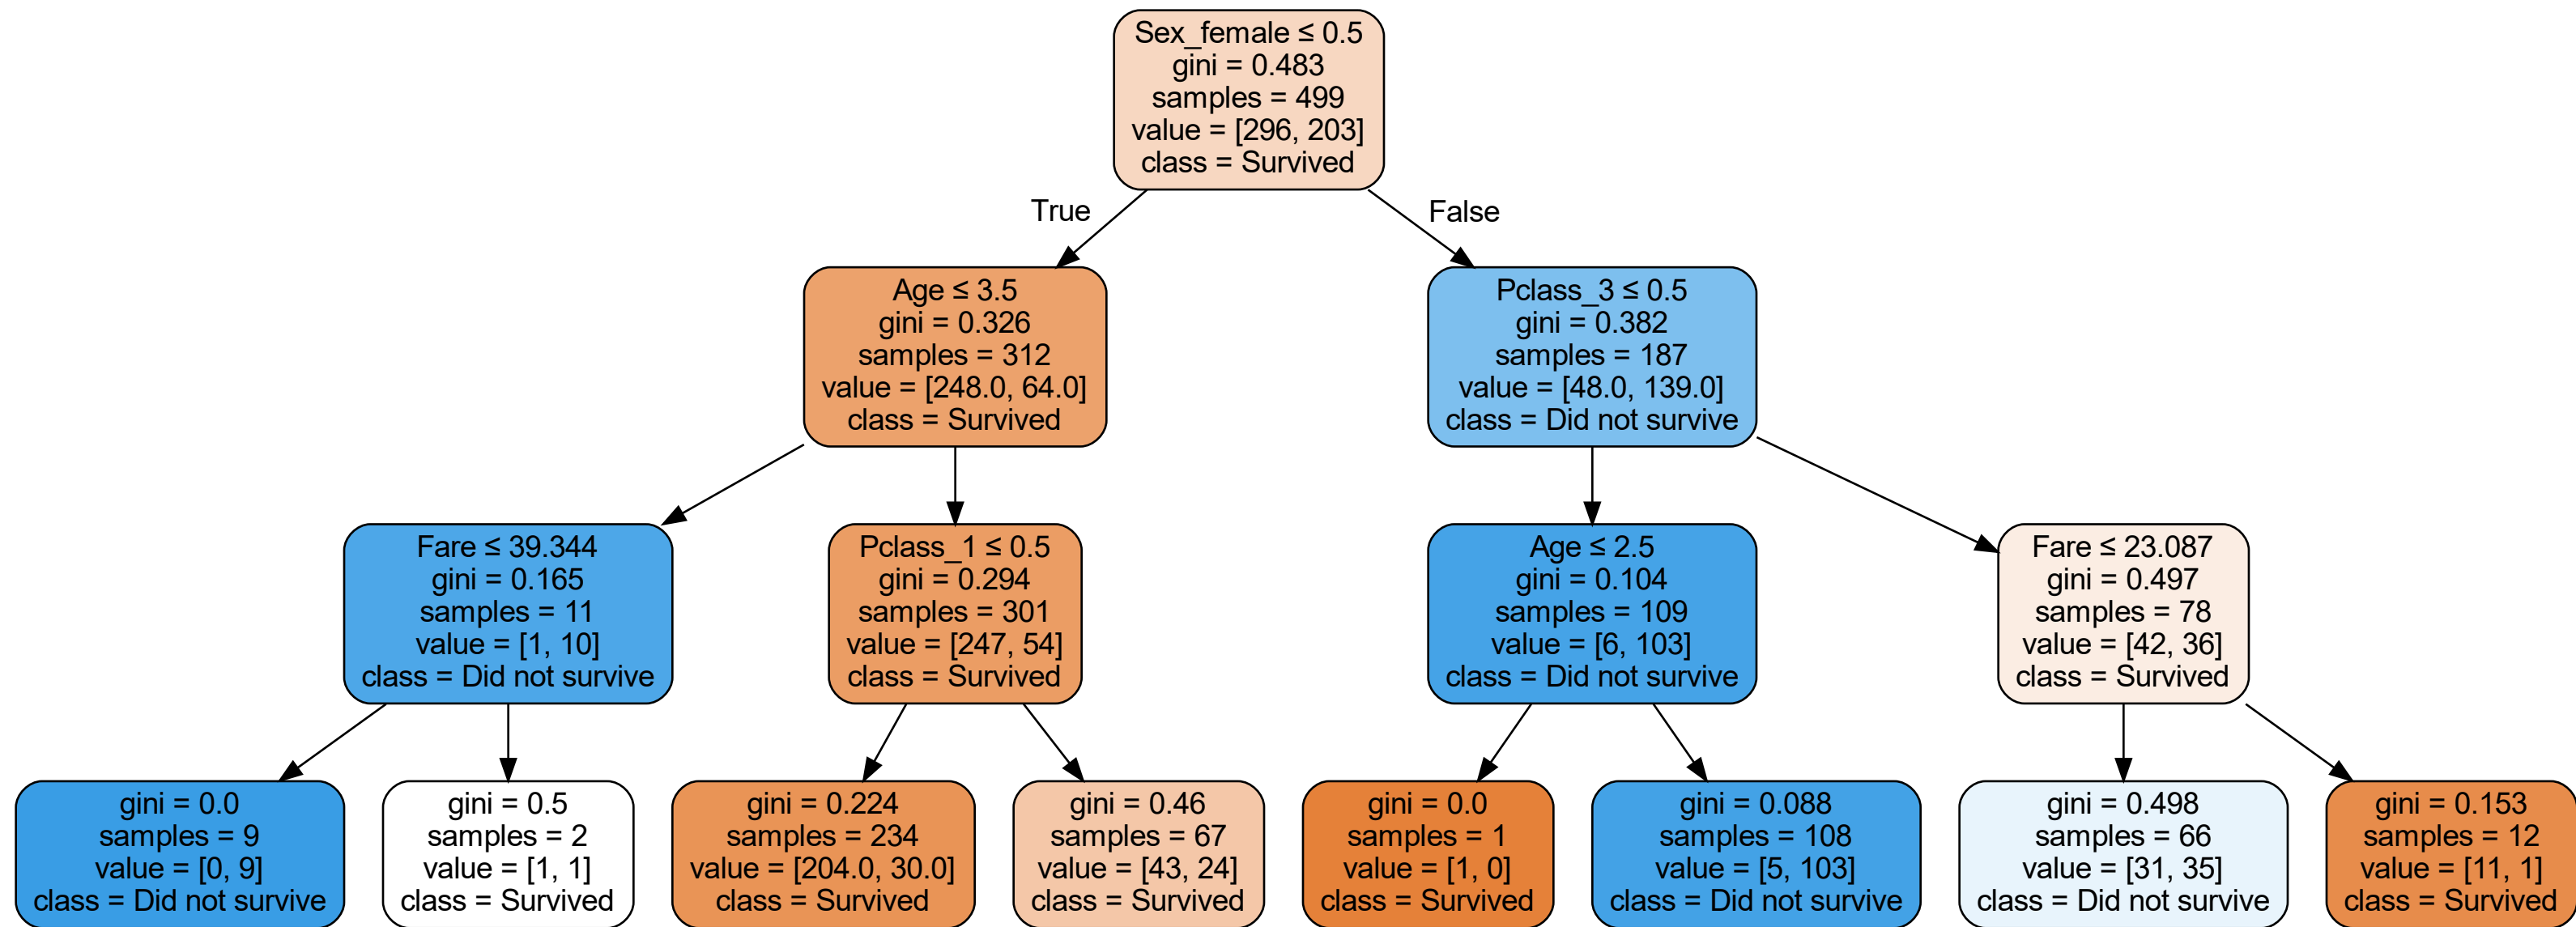 Sex_female ≤ 0.5
gini = 0.483
samples = 499
value = [296, 203]
class = Survived
True
False
Age ≤ 3.5
gini = 0.326
samples = 312
value = [248.0, 64.0]
class = Survived
Pclass_3 ≤ 0.5
gini = 0.382
samples = 187
value = [48.0, 139.0]
class = Did not survive
Fare ≤ 39.344
gini = 0.165
samples = 11
value = [1, 10]
class = Did not survive
Pclass_1 ≤ 0.5
gini = 0.294
samples = 301
value = [247, 54]
class = Survived
Age ≤ 2.5
gini = 0.104
samples = 109
value = [6, 103]
class = Did not survive
Fare ≤ 23.087
gini = 0.497
samples = 78
value = [42, 36]
class = Survived
gini = 0.0
samples = 9
value = [0, 9]
class = Did not survive
gini = 0.5
samples = 2
value = [1, 1]
class = Survived
gini = 0.224
samples = 234
value = [204.0, 30.0]
class = Survived
gini = 0.46
samples = 67
value = [43, 24]
class = Survived
gini = 0.0
samples = 1
value = [1, 0]
class = Survived
gini = 0.088
samples = 108
value = [5, 103]
class = Did not survive
gini = 0.498
samples = 66
value = [31, 35]
class = Did not survive
gini = 0.153
samples = 12
value = [11, 1]
class = Survived